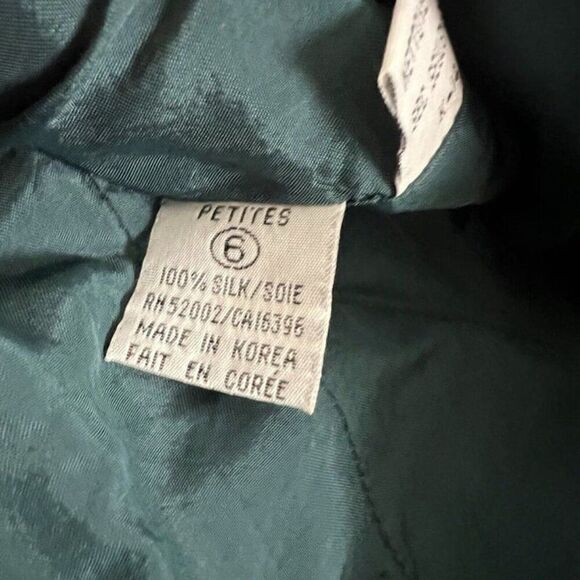 PETITES
6
100% SILK/SOIE
RN52002/CA16396
MADE IN KOREA
FAIT EN CORÉE